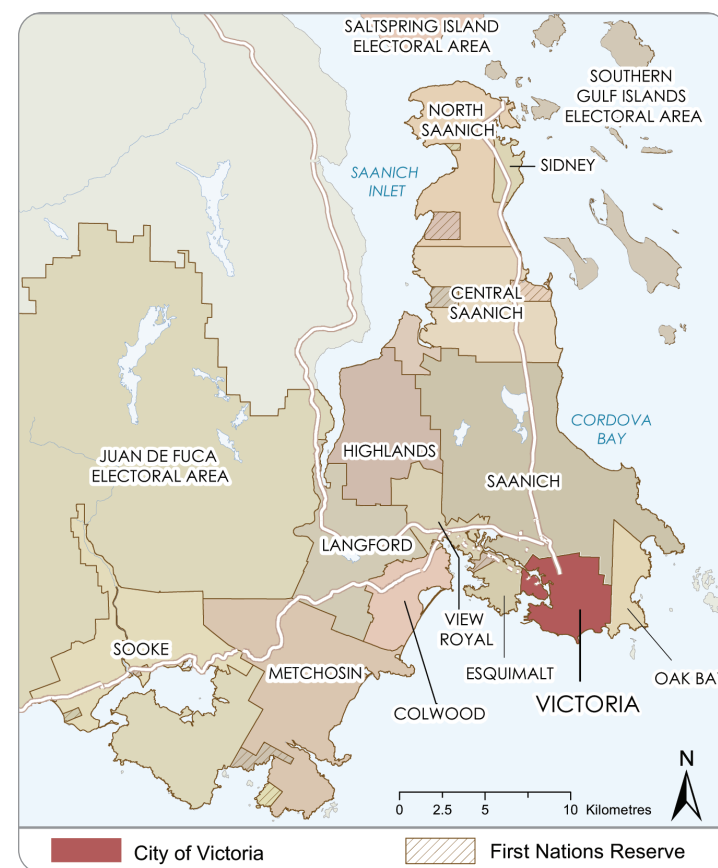 SALTSPRING ISLAND
ELECTORAL AREA
SOUTHERN
GULF ISLANDS
ELECTORAL AREA
NORTH
SAANICH
SIDNEY
SAANICH
INLET
CENTRAL
SAANICH
CORDOVA
BAY
HIGHLANDS
JUAN DE FUCA
ELECTORAL AREA
SAANICH
LANGFORD
VIEW
ROYAL
SOOKE
METCHOSIN
ESQUIMALT
OAK BAY
COLWOOD
VICTORIA
N
0 2.5 5 10 Kilometres
City of Victoria
First Nations Reserve